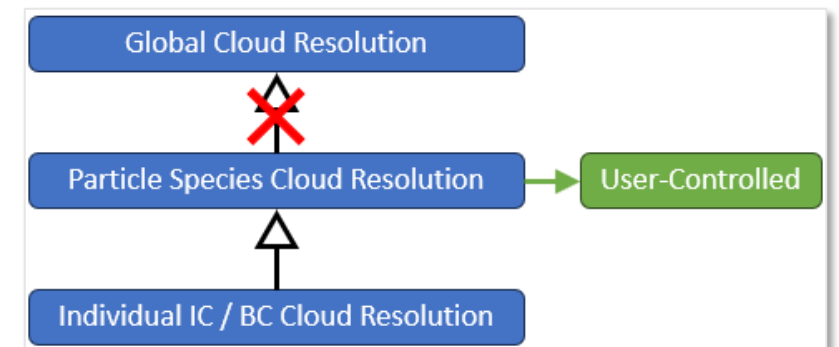 Global Cloud Resolution
Particle Species Cloud Resolution
User-Controlled
Individual IC / BC Cloud Resolution